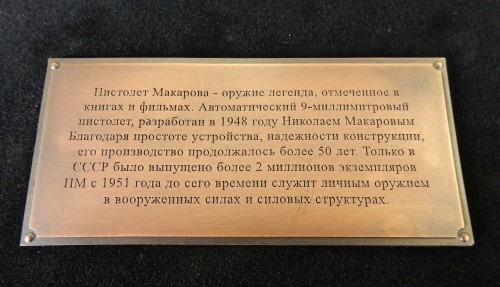 Пистолет Макарова - оружие легенда, отмеченное в
книгах и фильмах. Автоматический 9-миллимитровый
пистолет, разработан в 1948 году Николаем Макаровым
Благодаря простоте устройства, надежности конструкции,
его производство продолжалось более 50 лет. Только в
СССР было выпущено более 2 миллионов экземпляров
ПМ с 1951 года до сего времени служит личным оружием
в вооруженных силах и силовых структурах.